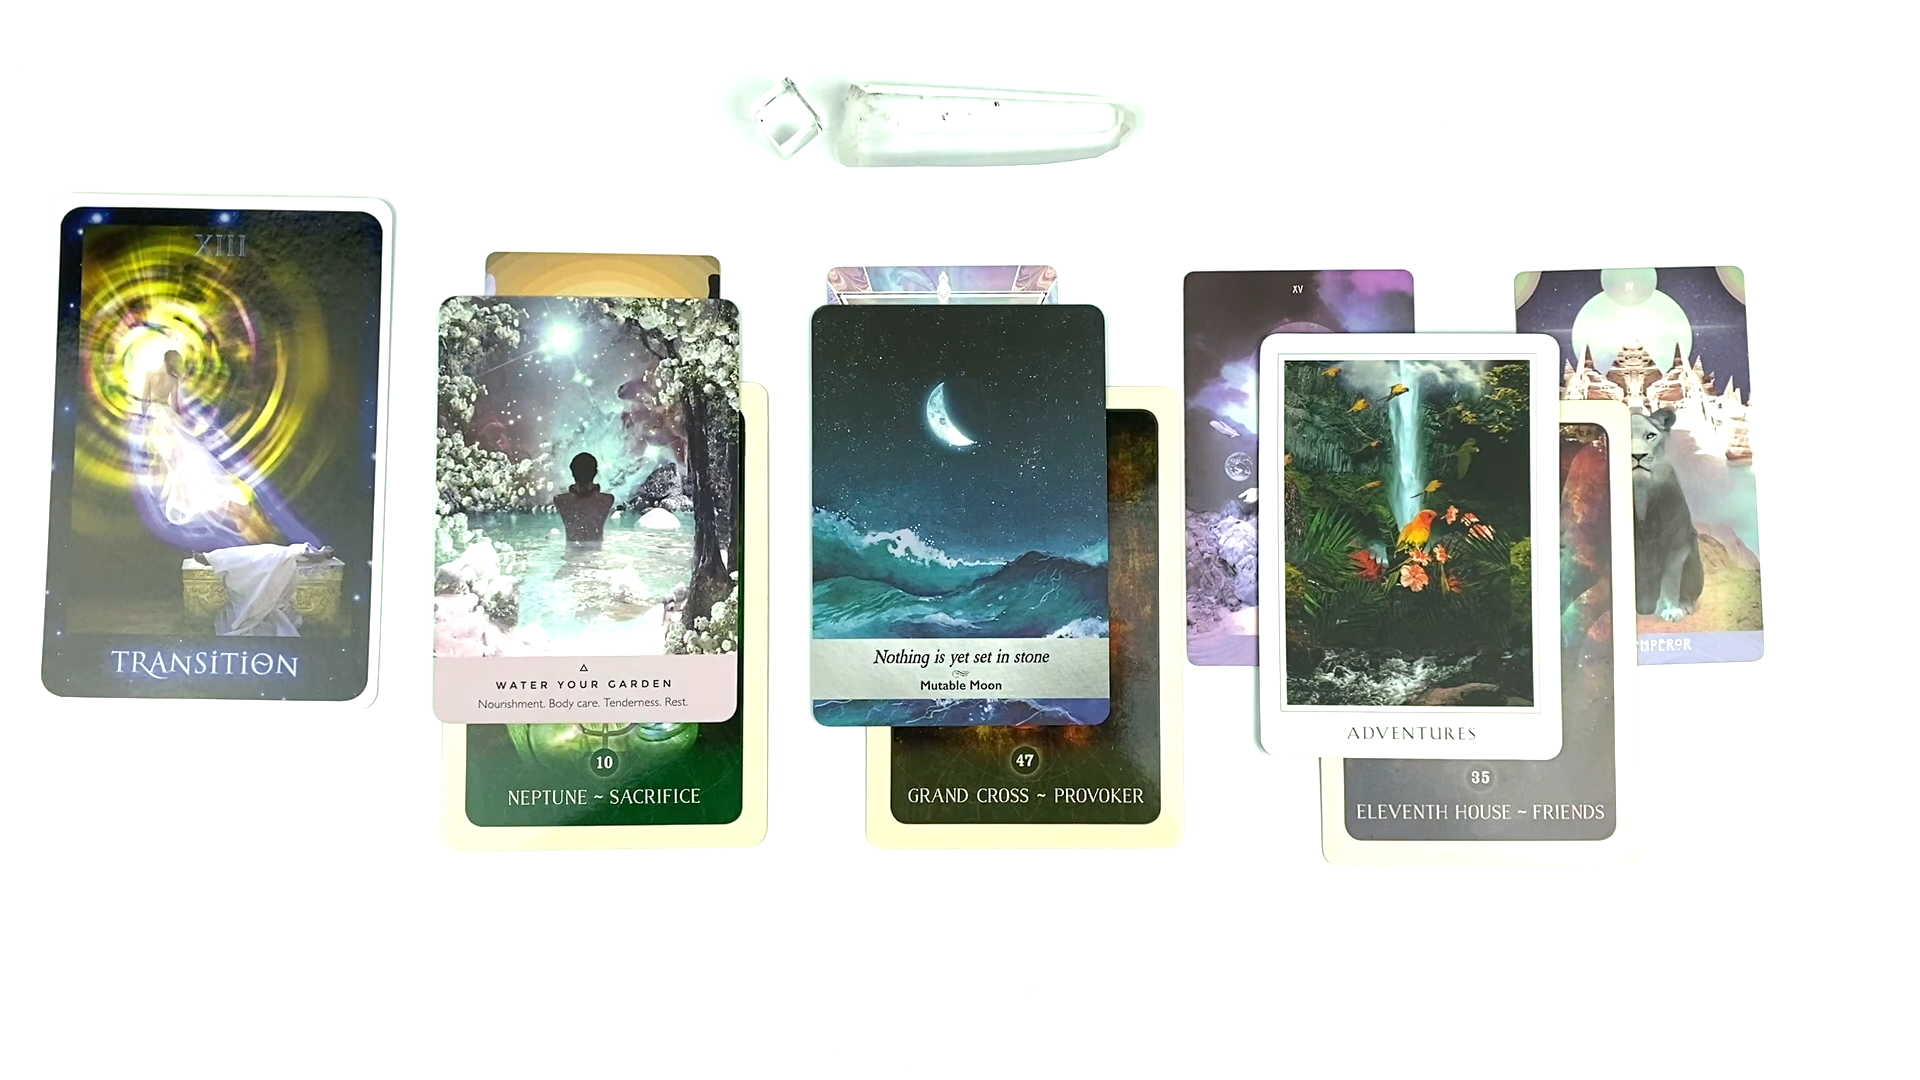 XIII
TRANSITION
WATER YOUR GARDEN
Nourishment. Body care. Tenderness. Rest.
10
NEPTUNE ~ SACRIFICE
Nothing is yet set in stone
Mutable Moon
47
GRAND CROSS ~ PROVOKER
XV
ADVENTURES
35
ELEVENTH HOUSE ~ FRIENDS
MPEROR